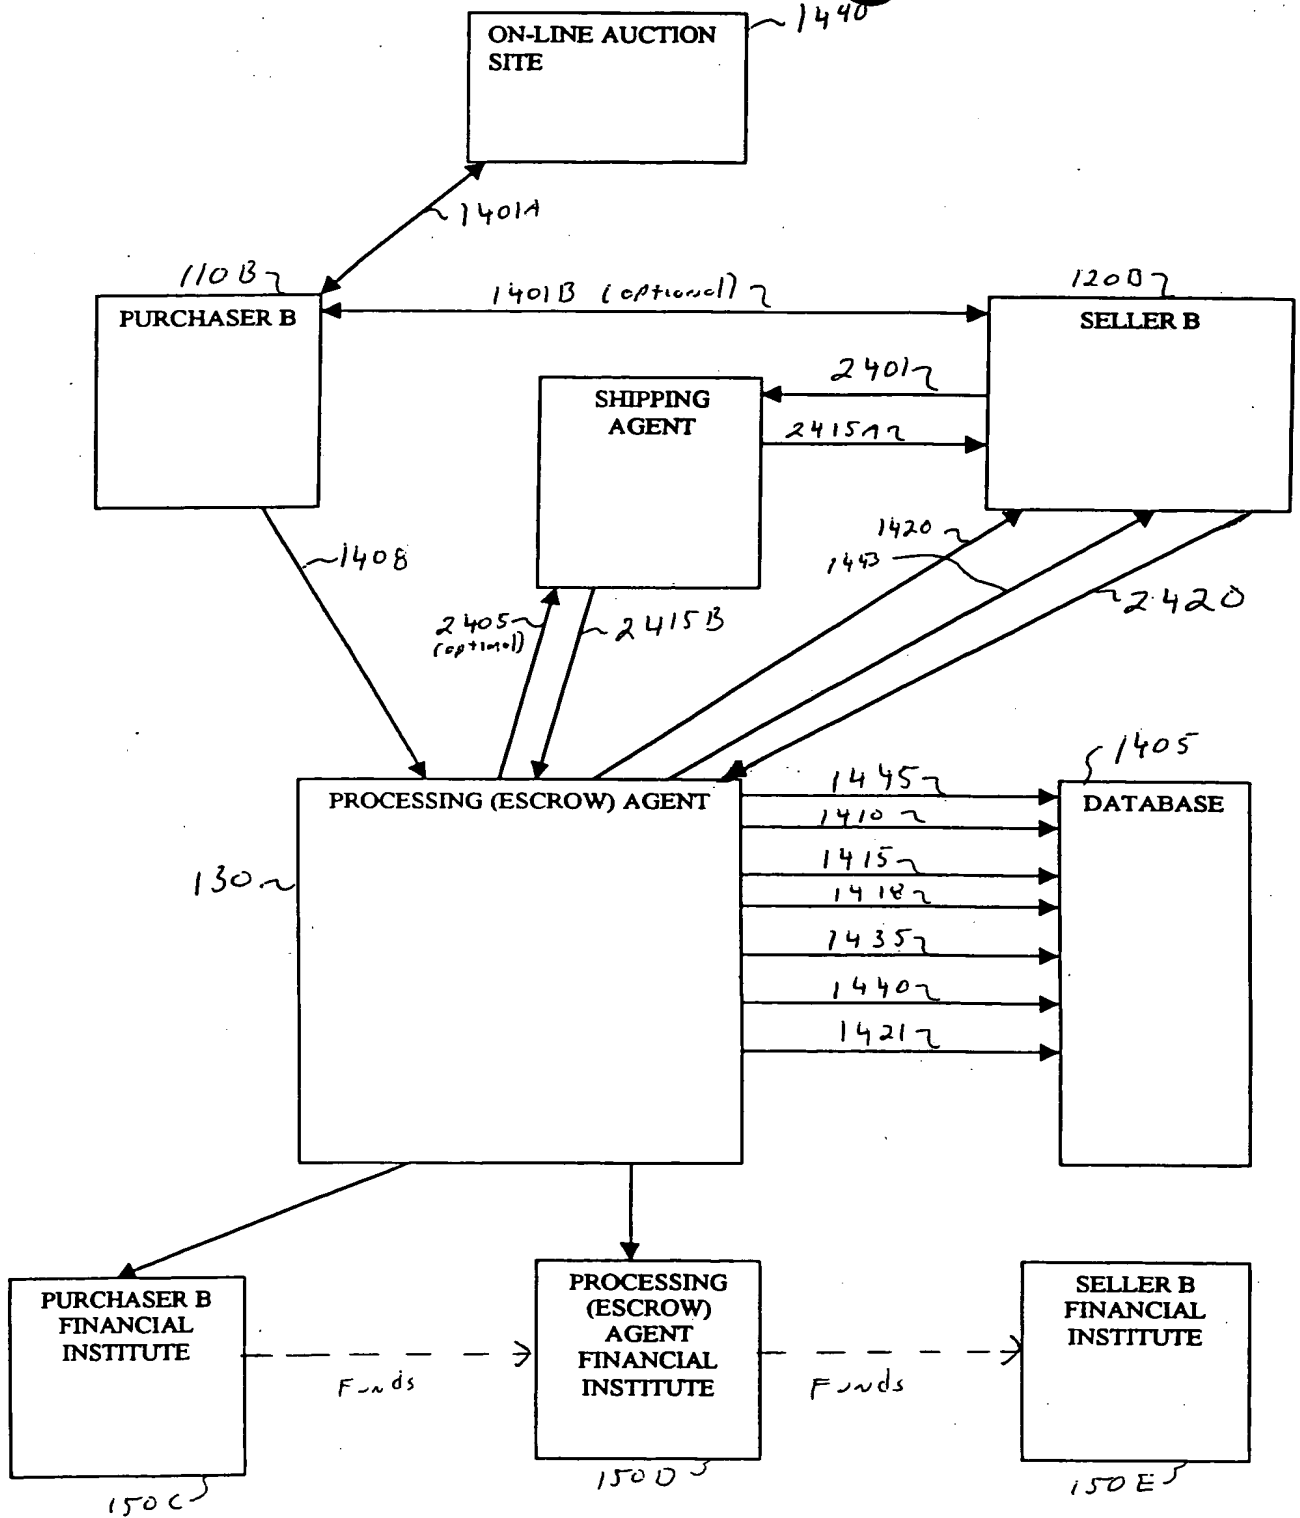 1440
ON-LINE AUCTION
SITE
1401A
110B
1401B (optional)
120B
PURCHASER B
SELLER B
2401
SHIPPING
AGENT
2415A
1420
1408
1443
2405
(optional)
2415B
2420
1405
PROCESSING (ESCROW) AGENT
1445
DATABASE
1410
1415
130
1418
1435
1440
1421
PURCHASER B
FINANCIAL
INSTITUTE
PROCESSING
(ESCROW)
AGENT
FINANCIAL
INSTITUTE
SELLER B
FINANCIAL
INSTITUTE
Funds
Funds
150C
150D
150E